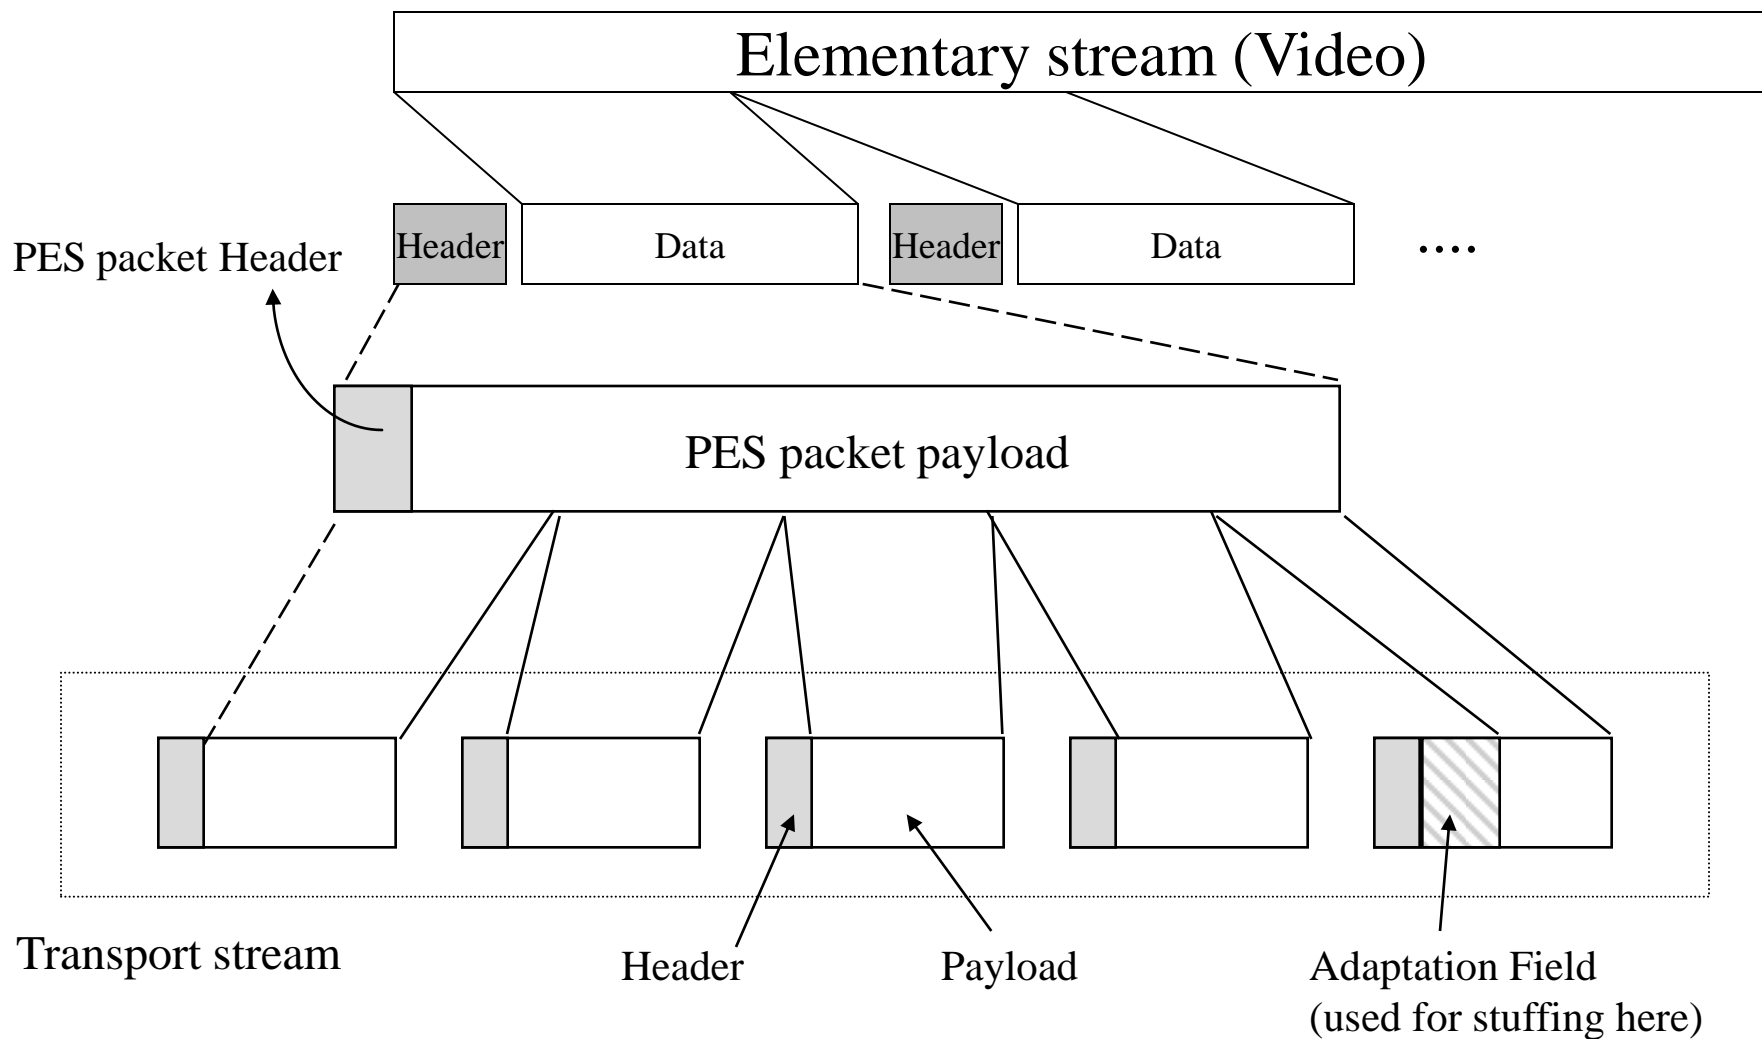 Elementary stream (Video)
Header
Data
Header
Data
....
PES packet Header
PES packet payload
Transport stream
Header
Payload
Adaptation Field
(used for stuffing here)